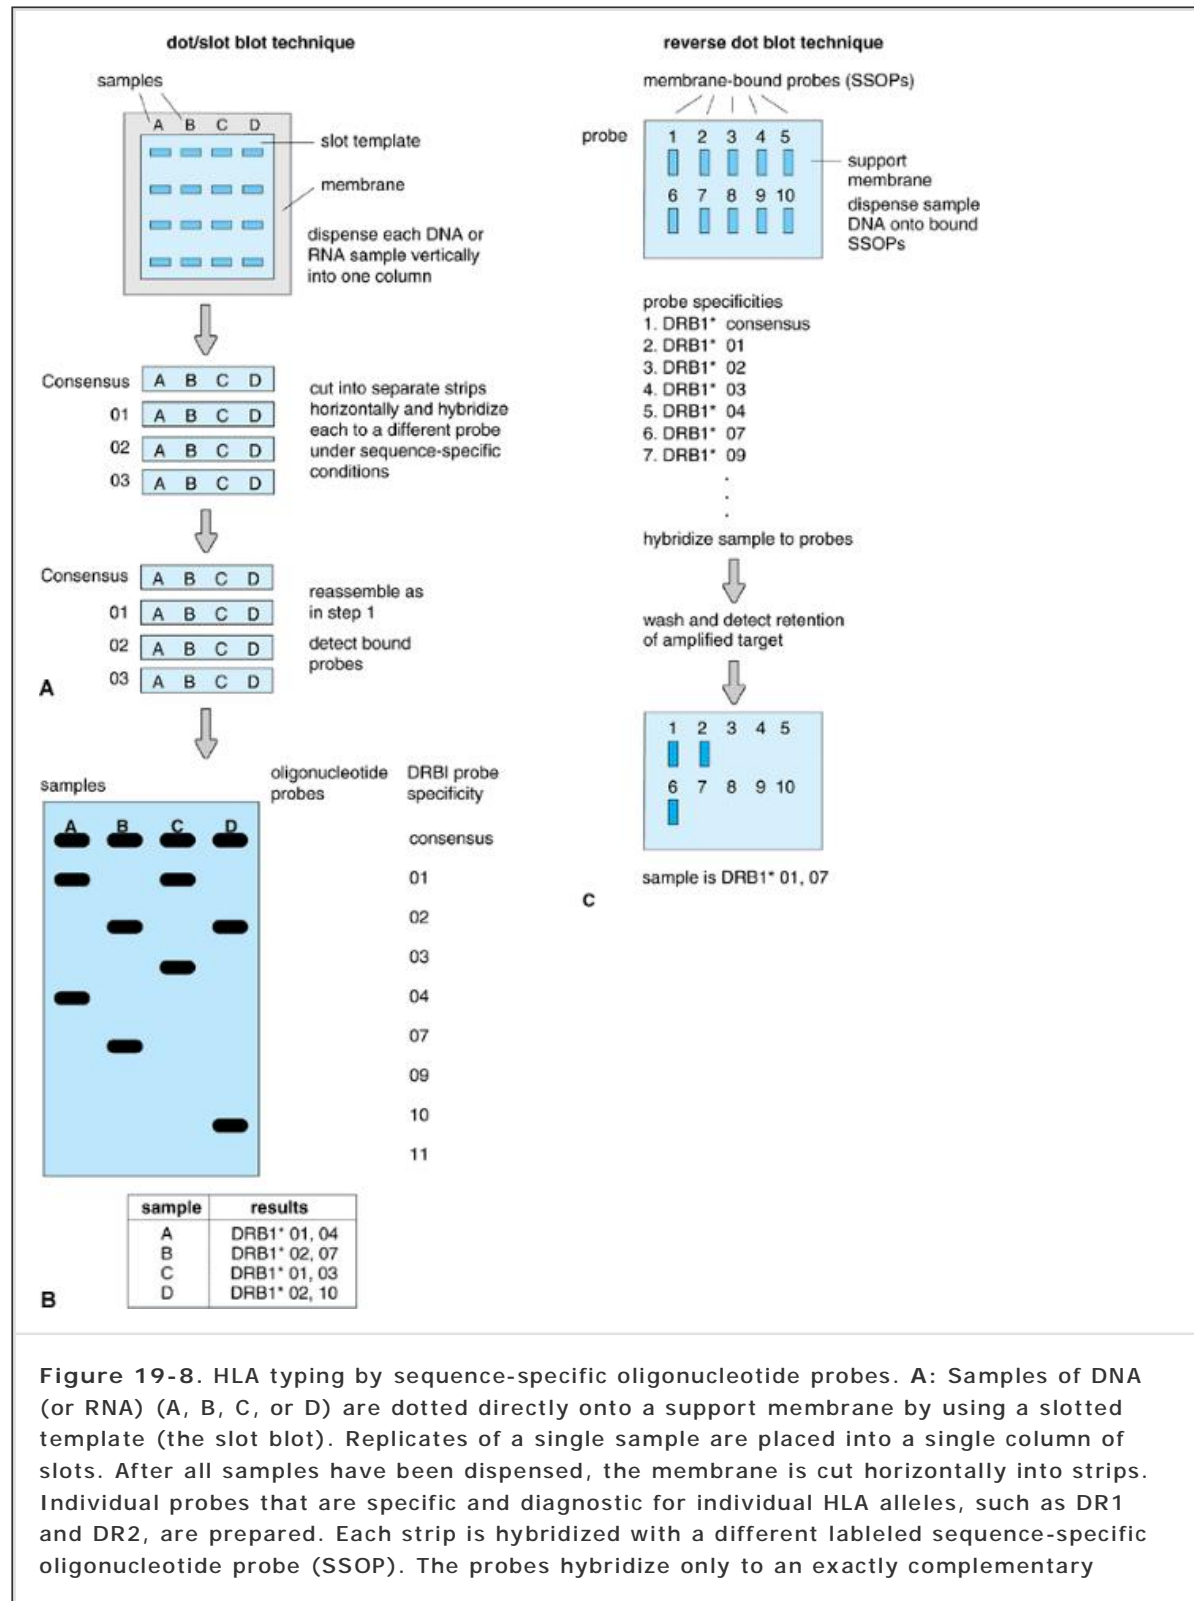 dot/slot blot technique
samples
A B C D
slot template
membrane
dispense each DNA or
RNA sample vertically
into one column
Consensus A B C D
01 A B C D
02 A B C D
03 A B C D
cut into separate strips
horizontally and hybridize
each to a different probe
under sequence-specific
conditions
Consensus A B C D
01 A B C D
02 A B C D
03 A B C D
reassemble as
in step 1
detect bound
probes
A
samples
oligonucleotide
probes
DRBI probe
specificity
A B C D
consensus
01
02
03
04
07
09
10
11
sample results
A DRB1* 01, 04
B DRB1* 02, 07
C DRB1* 01, 03
D DRB1* 02, 10
B
reverse dot blot technique
membrane-bound probes (SSOPs)
probe
1 2 3 4 5
6 7 8 9 10
support
membrane
dispense sample
DNA onto bound
SSOPs
probe specificities
1. DRB1* consensus
2. DRB1* 01
3. DRB1* 02
4. DRB1* 03
5. DRB1* 04
6. DRB1* 07
7. DRB1* 09
.
.
.
hybridize sample to probes
wash and detect retention
of amplified target
1 2 3 4 5
6 7 8 9 10
sample is DRB1* 01, 07
C
Figure 19-8. HLA typing by sequence-specific oligonucleotide probes. A: Samples of DNA
(or RNA) (A, B, C, or D) are dotted directly onto a support membrane by using a slotted
template (the slot blot). Replicates of a single sample are placed into a single column of
slots. After all samples have been dispensed, the membrane is cut horizontally into strips.
Individual probes that are specific and diagnostic for individual HLA alleles, such as DR1
and DR2, are prepared. Each strip is hybridized with a different lableled sequence-specific
oligonucleotide probe (SSOP). The probes hybridize only to an exactly complementary